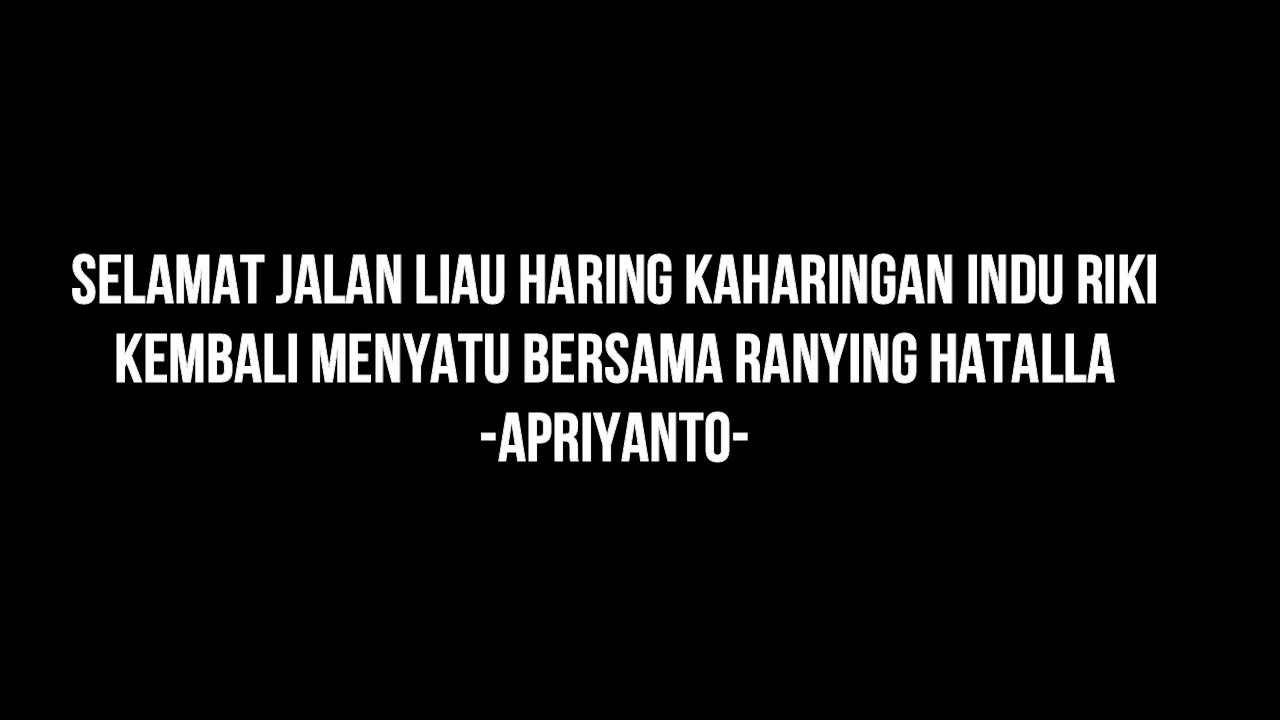 SELAMAT JALAN LIAU HARING KAHARINGAN INDU RIKI
KEMBALI MENYATU BERSAMA RANYING HATALLA
-APRIYANTO-